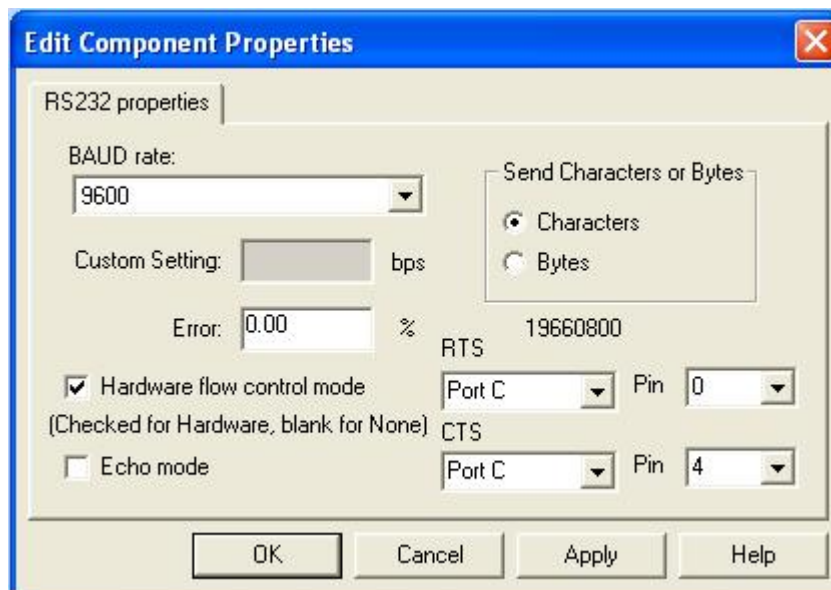 Edit Component Properties
RS232 properties
BAUD rate:
9600
Send Characters or Bytes
Characters
Bytes
Custom Setting:
bps
Error: 0.00 %
19660800
RTS
Hardware flow control mode
Port C Pin 0
(Checked for Hardware, blank for None)
CTS
Echo mode
Port C Pin 4
OK Cancel Apply Help